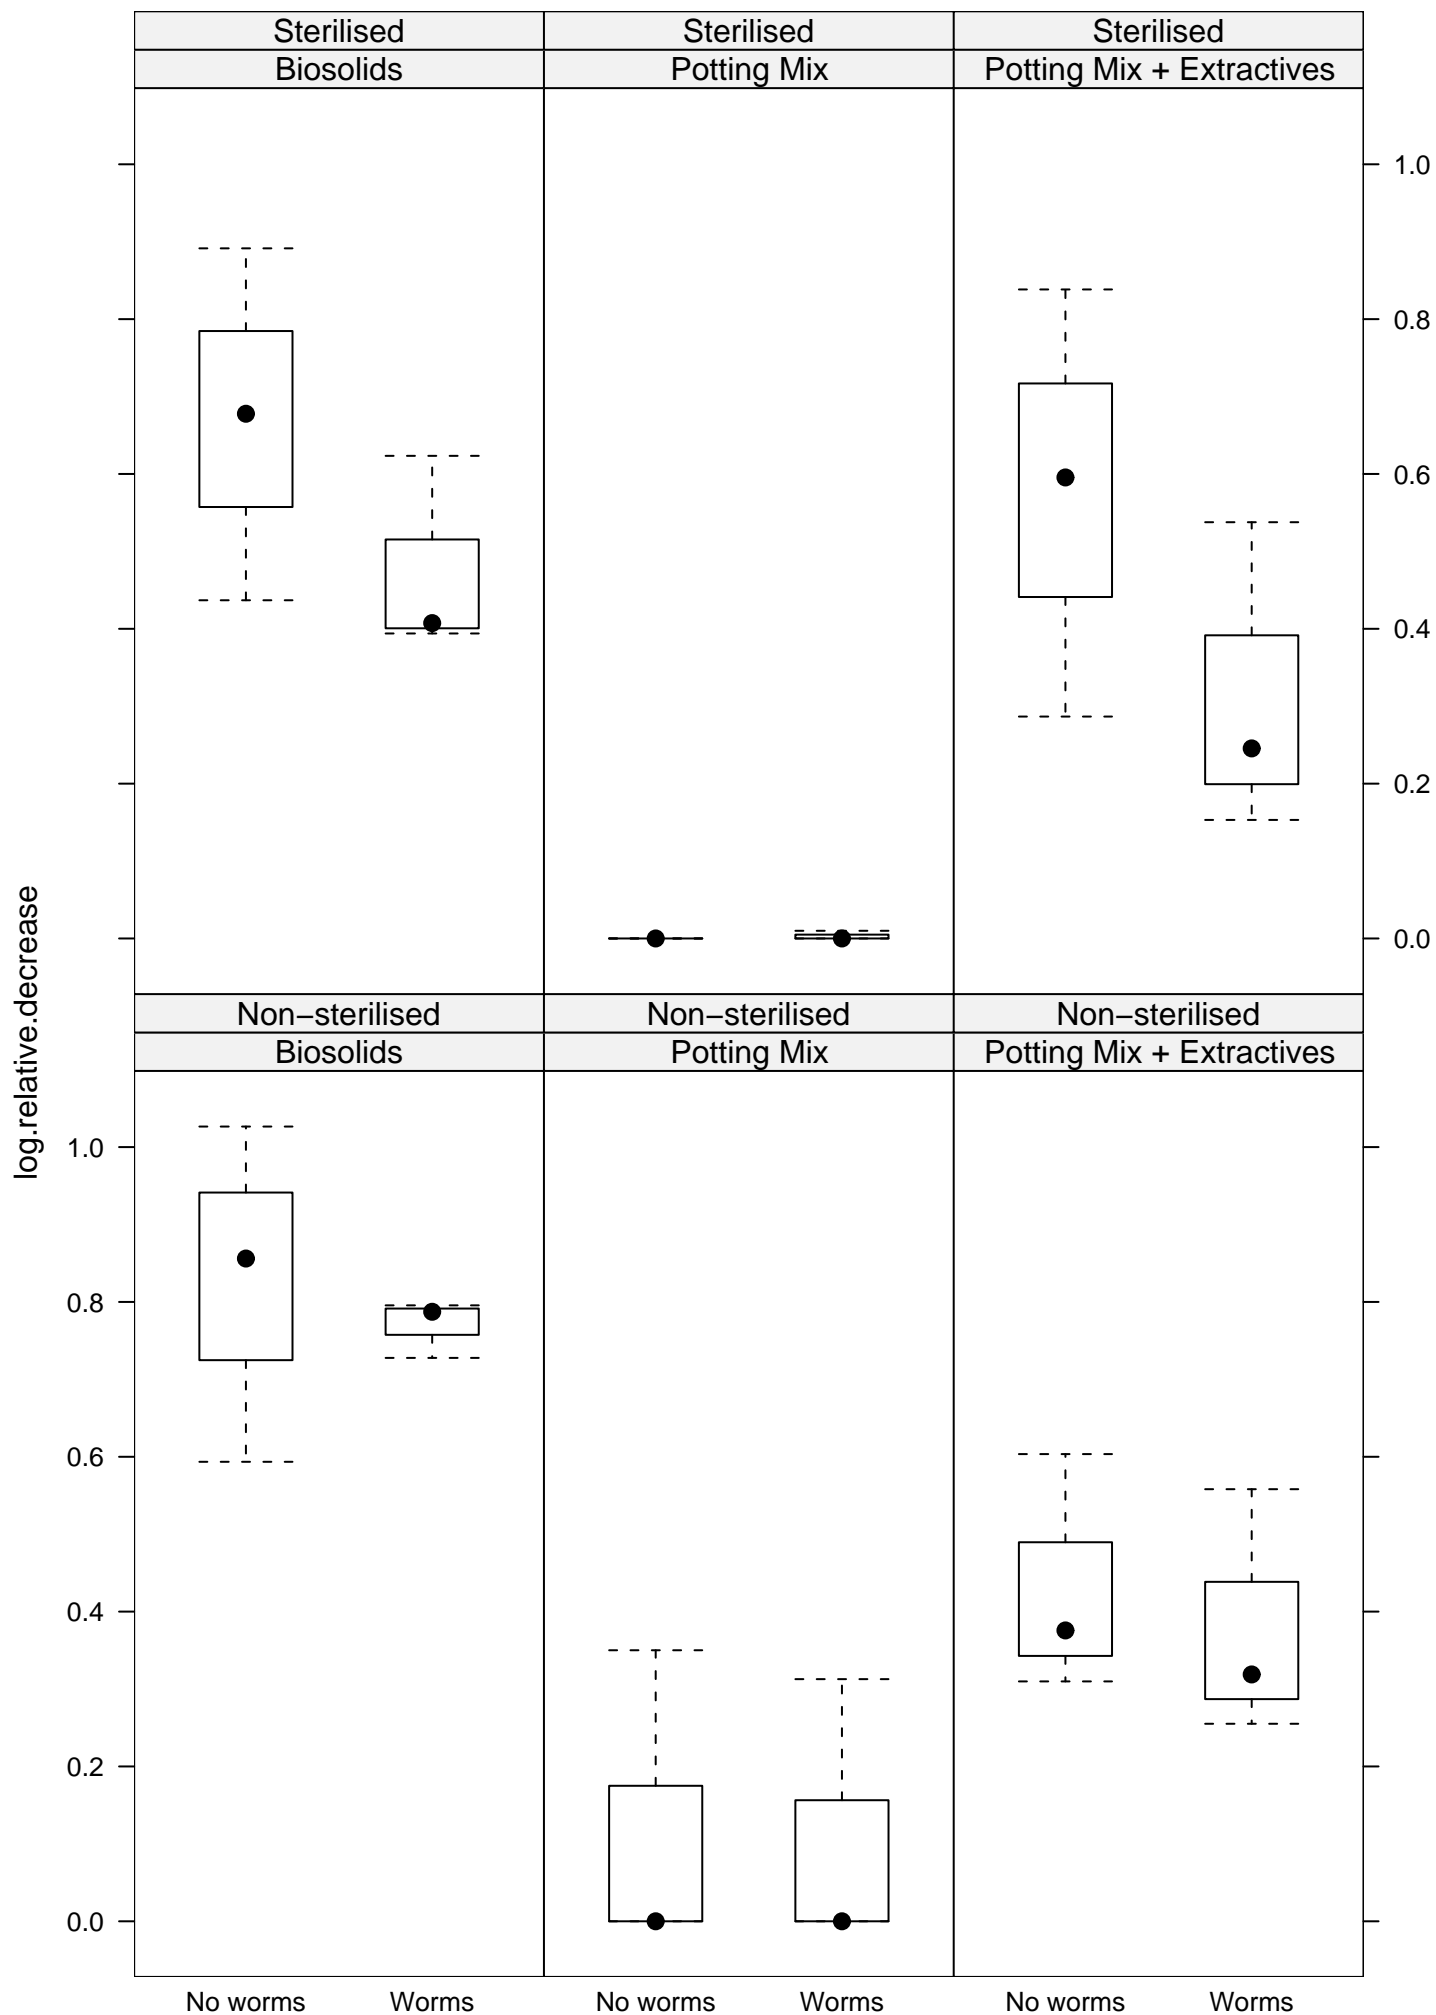 Sterilised Sterilised Sterilised
Biosolids Potting Mix Potting Mix + Extractives
1.0
0.8
0.6
0.4
0.2
0.0
log.relative.decrease
Non−sterilised Non−sterilised Non−sterilised
Biosolids Potting Mix Potting Mix + Extractives
1.0
0.8
0.6
0.4
0.2
0.0
No worms Worms No worms Worms No worms Worms